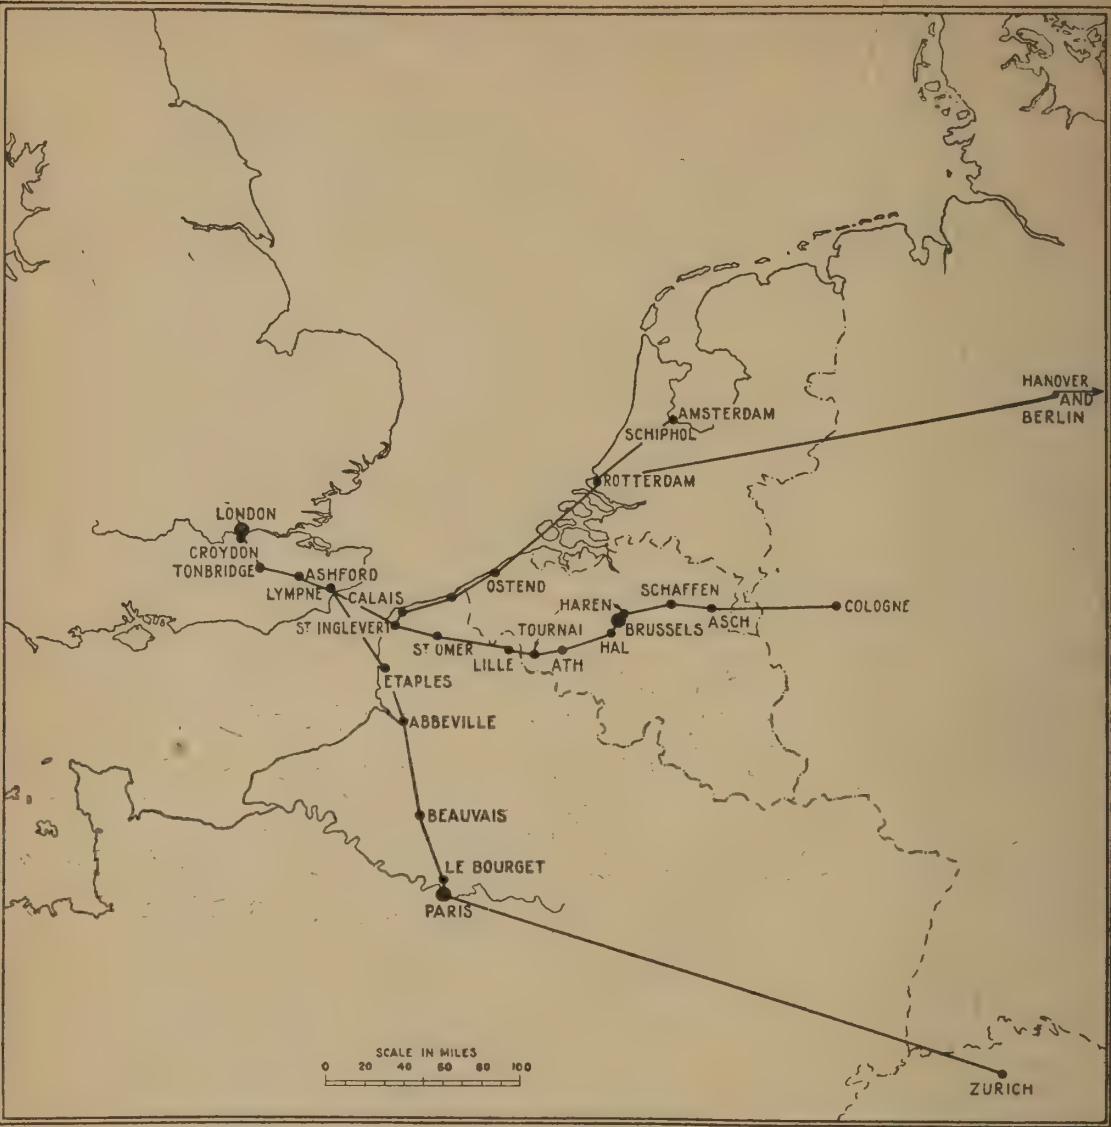 HANOVER
AND
BERLIN
AMSTERDAM
SCHIPHOL
ROTTERDAM
LONDON
CROYDON
TONBRIDGE
ASHFORD
LYMPNE
CALAIS
OSTEND
SCHAFFEN
HAREN
COLOGNE
ASCH
ST INGLEVERT
TOURNAI
BRUSSELS
ST OMER
HAL
LILLE
ATH
ETAPLES
ABBEVILLE
BEAUVAIS
LE BOURGET
PARIS
SCALE IN MILES
0 20 40 60 80 100
ZURICH